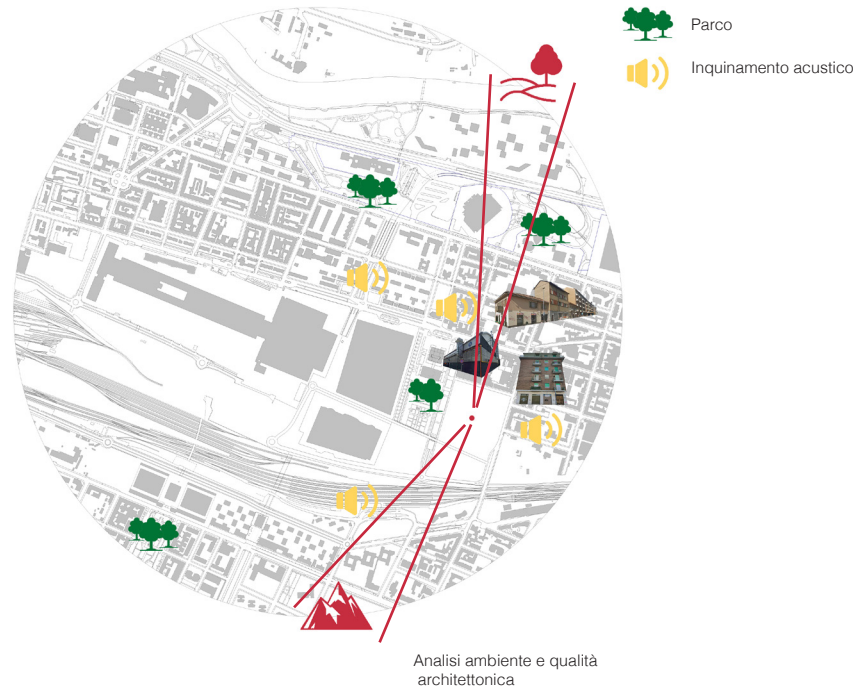 Parco
Inquinamento acustico
Analisi ambiente e qualità
architettonica